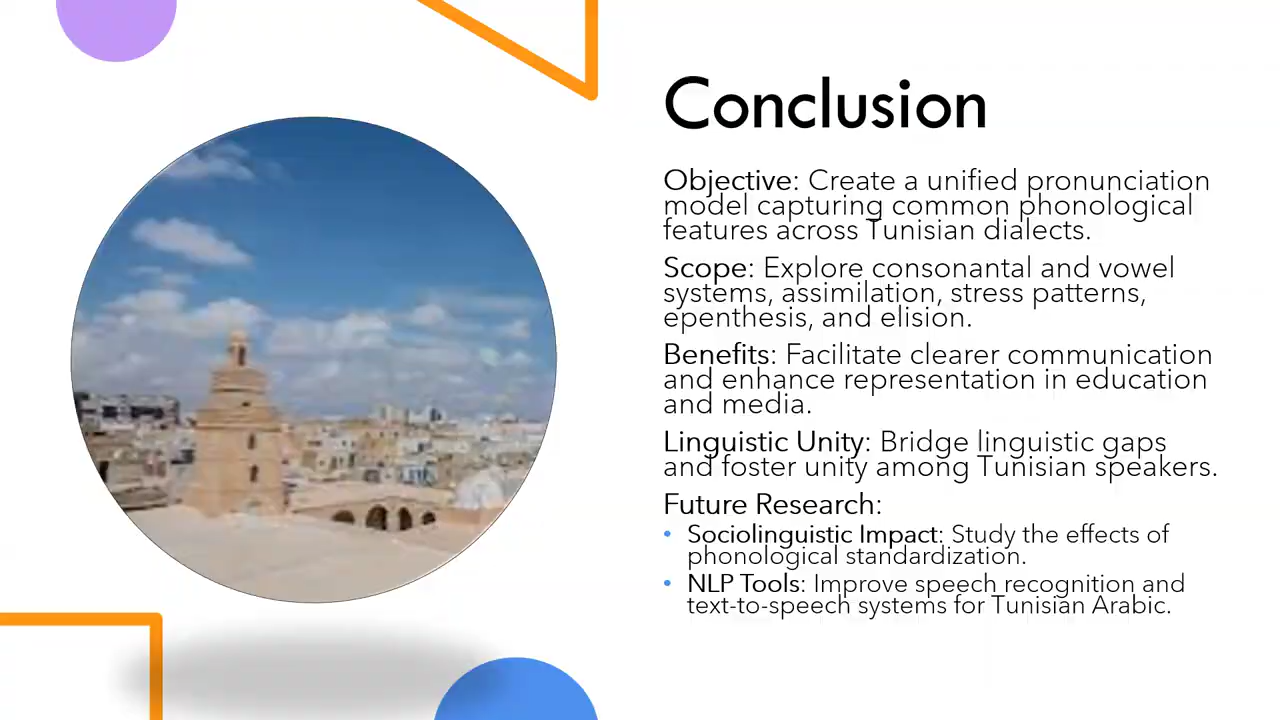 Conclusion
Objective: Create a unified pronunciation
model capturing common phonological
features across Tunisian dialects.
Scope: Explore consonantal and vowel
systems, assimilation, stress patterns,
epenthesis, and elision.
Benefits: Facilitate clearer communication
and enhance representation in education
and media.
Linguistic Unity: Bridge linguistic gaps
and foster unity among Tunisian speakers.
Future Research:
• Sociolinguistic Impact: Study the effects of
phonological standardization.
• NLP Tools: Improve speech recognition and
text-to-speech systems for Tunisian Arabic.